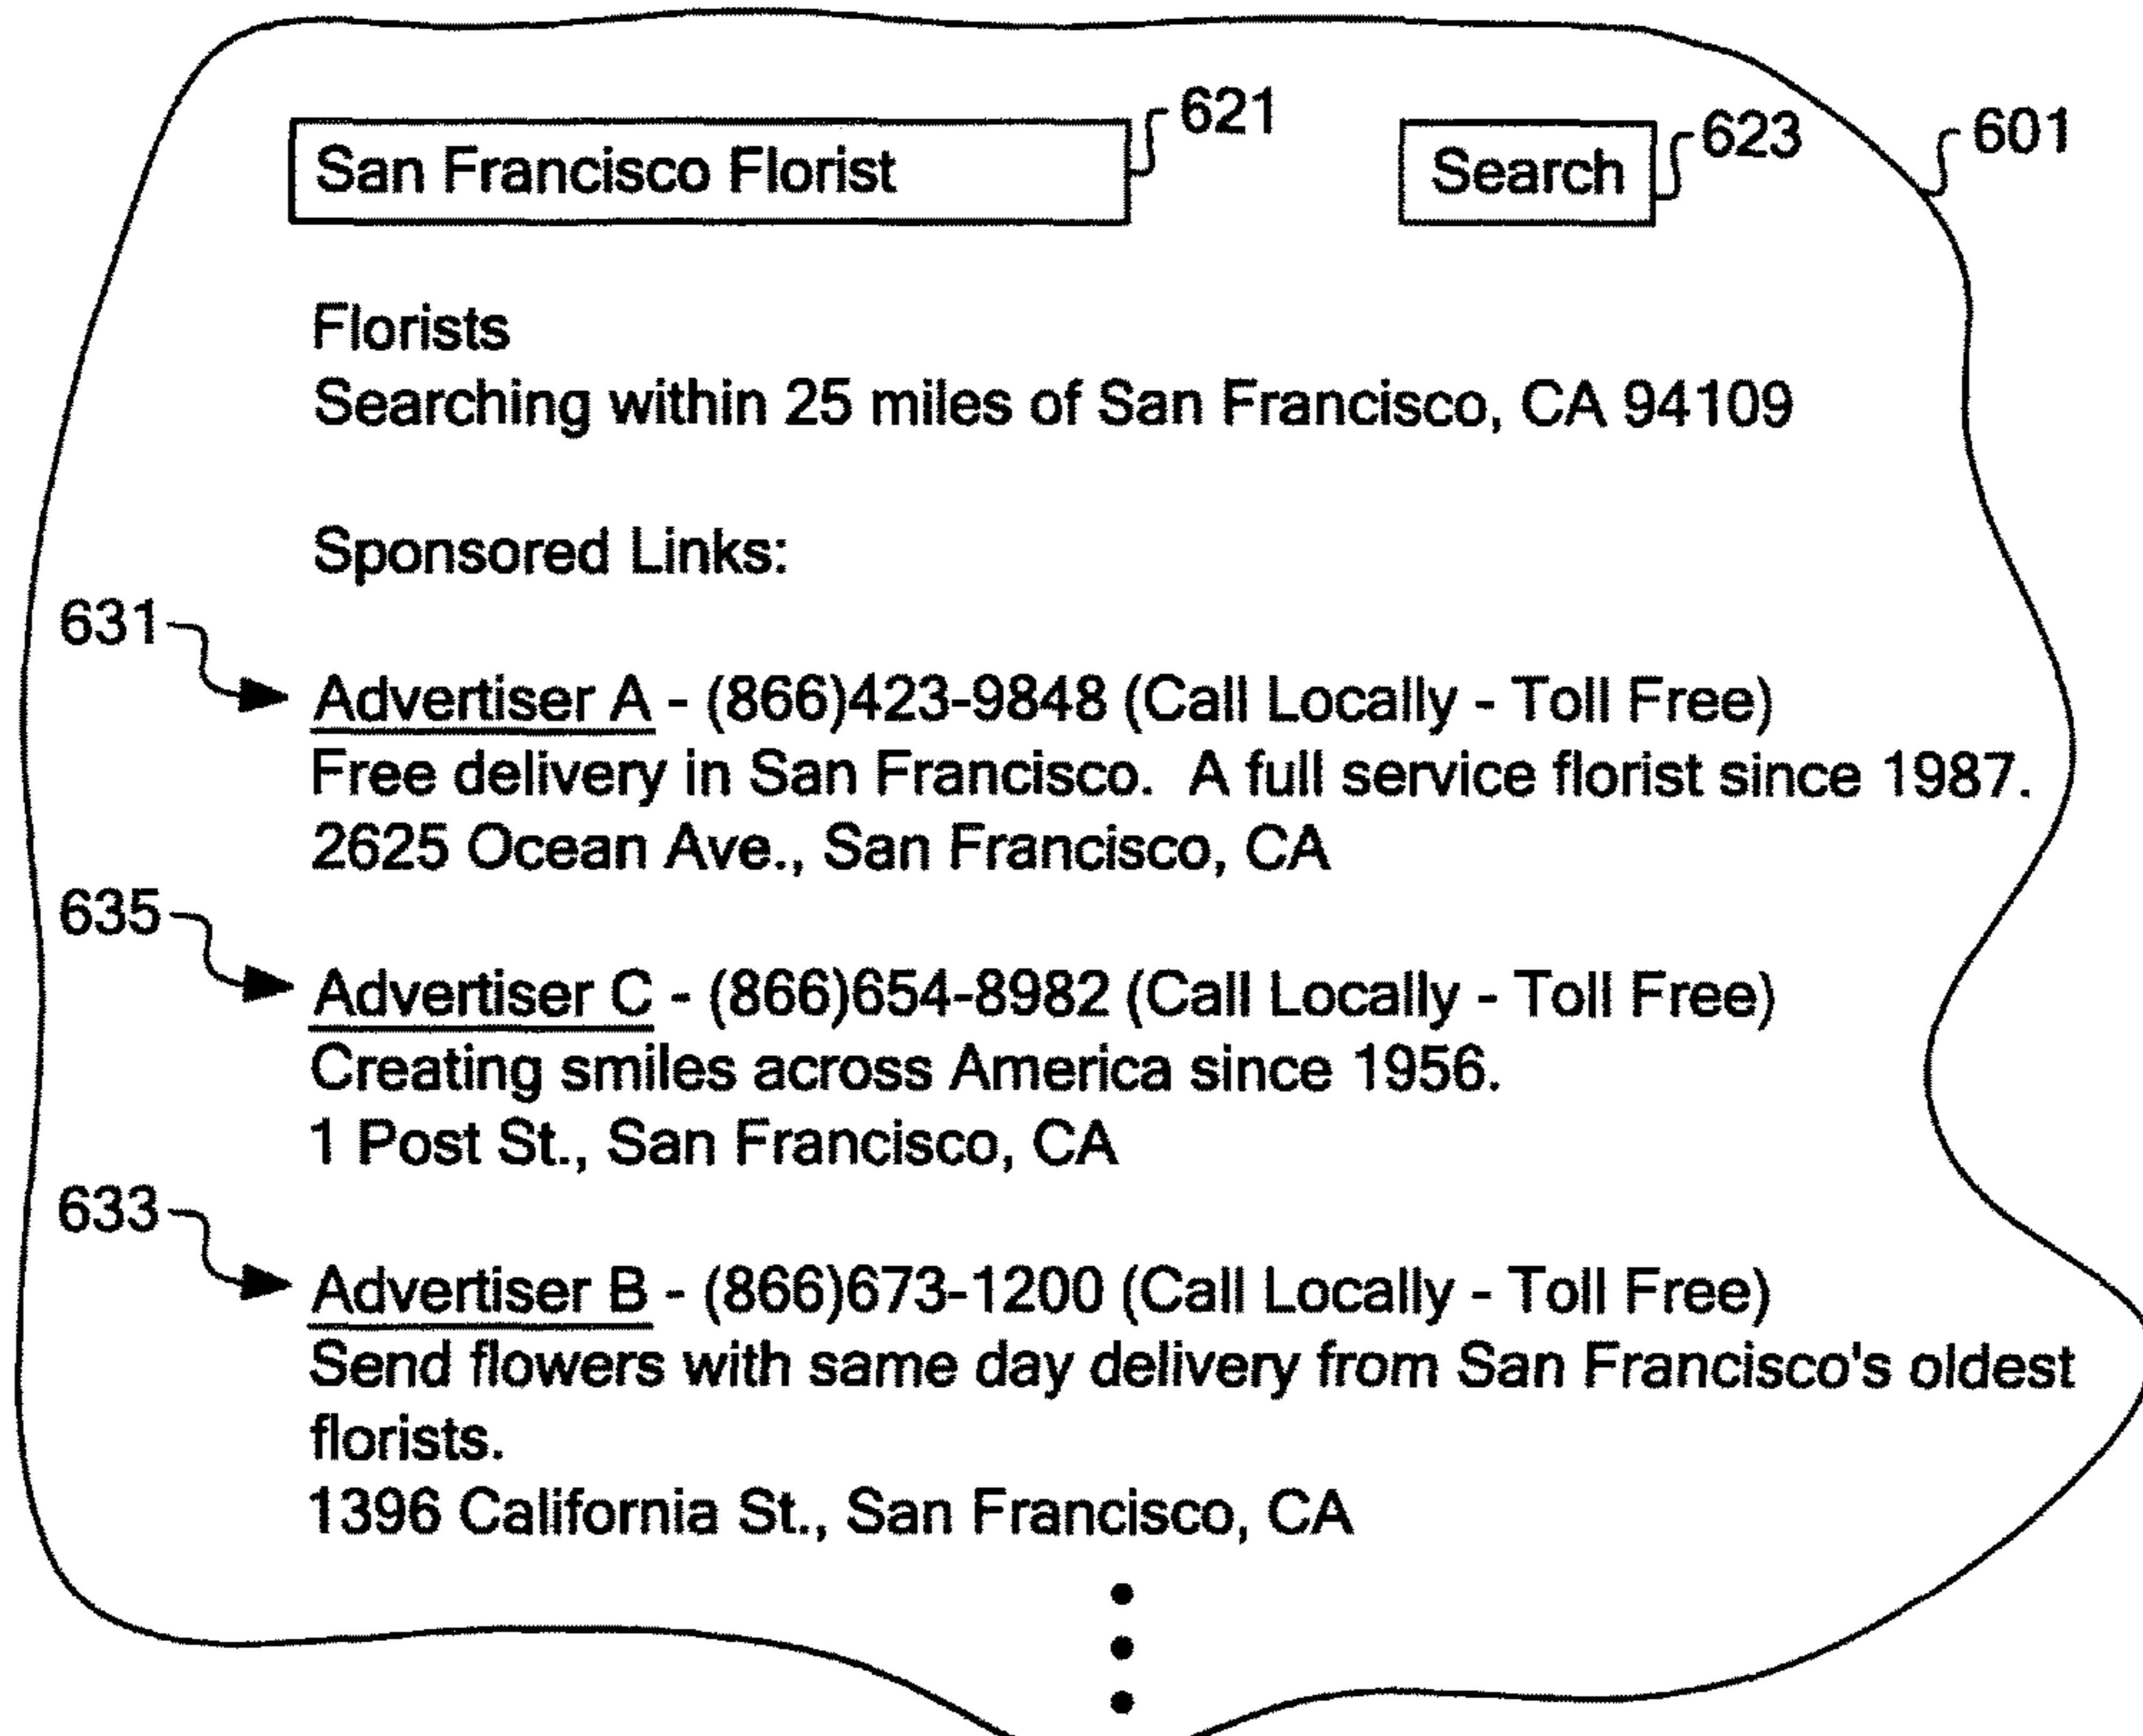 San Francisco Florist 621 Search 623 601
Florists
Searching within 25 miles of San Francisco, CA 94109
Sponsored Links:
631
Advertiser A - (866)423-9848 (Call Locally - Toll Free)
Free delivery in San Francisco.  A full service florist since 1987.
2625 Ocean Ave., San Francisco, CA
635
Advertiser C - (866)654-8982 (Call Locally - Toll Free)
Creating smiles across America since 1956.
1 Post St., San Francisco, CA
633
Advertiser B - (866)673-1200 (Call Locally - Toll Free)
Send flowers with same day delivery from San Francisco's oldest
florists.
1396 California St., San Francisco, CA